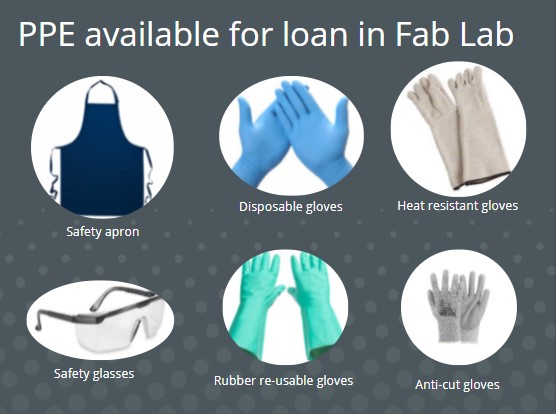 PPE available for loan in Fab Lab
Safety apron
Disposable gloves
Heat resistant gloves
Safety glasses
Rubber re-usable gloves
Anti-cut gloves